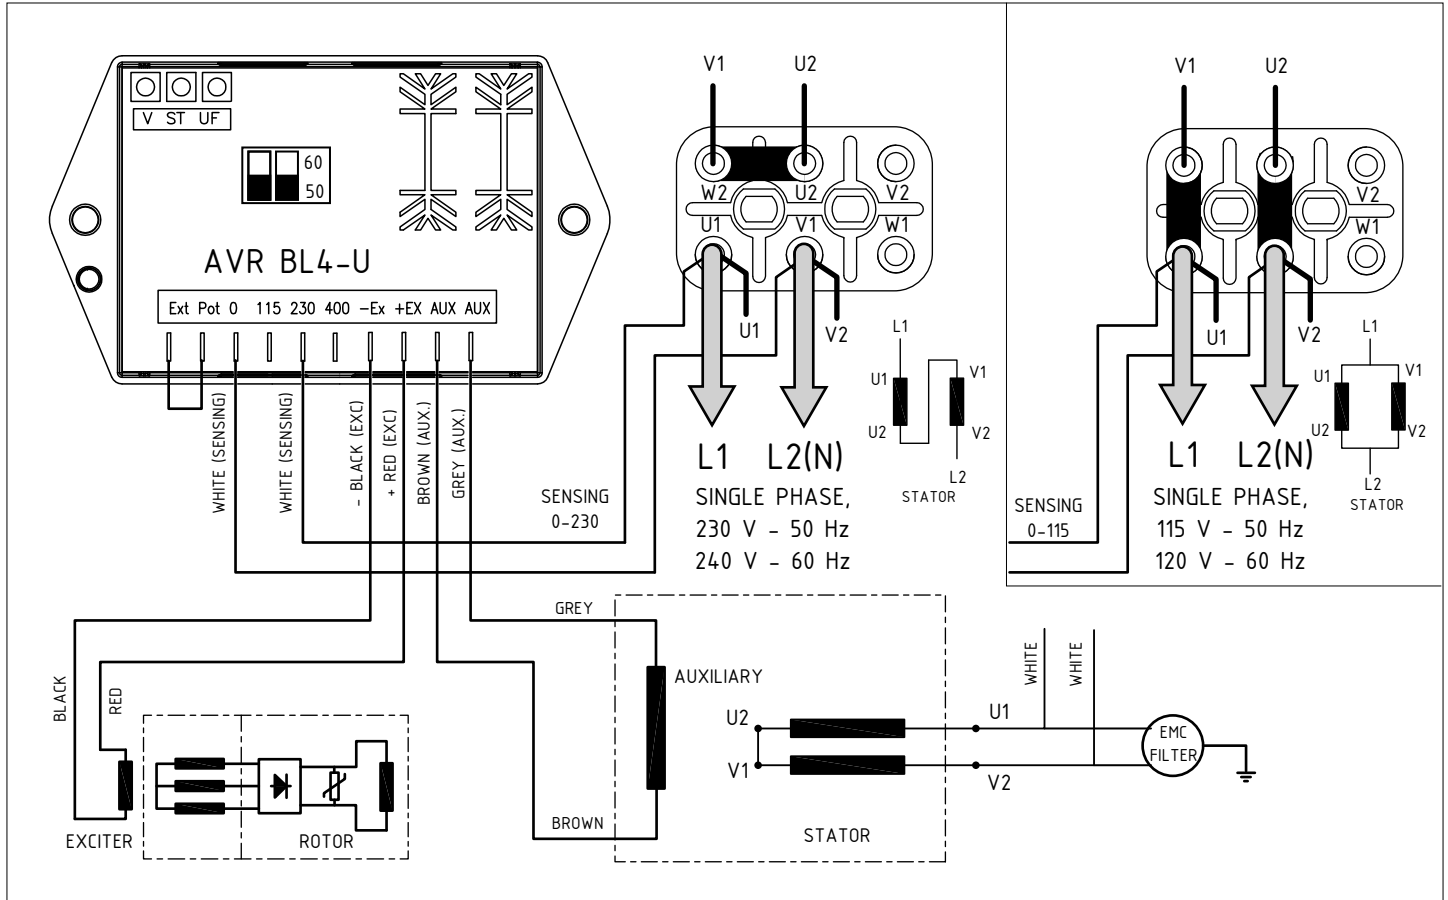 V ST UF
60
50
AVR BL4-U
Ext Pot 0 115 230 400 -Ex +EX AUX AUX
WHITE (SENSING)
WHITE (SENSING)
- BLACK (EXC)
+ RED (EXC)
BROWN (AUX.)
GREY (AUX.)
V1 U2
W2 U2 V2
U1 V1 W1
U1 V2
L1 L2(N)
SINGLE PHASE,
230 V - 50 Hz
240 V - 60 Hz
SENSING
0-230
L1
U1 V1
U2 V2
L2
STATOR
V1 U2
V2
W1
U1 V2
L1 L2(N)
SINGLE PHASE,
115 V - 50 Hz
120 V - 60 Hz
SENSING
0-115
L1
U1 V1
U2 V2
L2
STATOR
GREY
BROWN
AUXILIARY
U2
V1
STATOR
U1
V2
WHITE
WHITE
EMC
FILTER
BLACK
RED
EXCITER
ROTOR